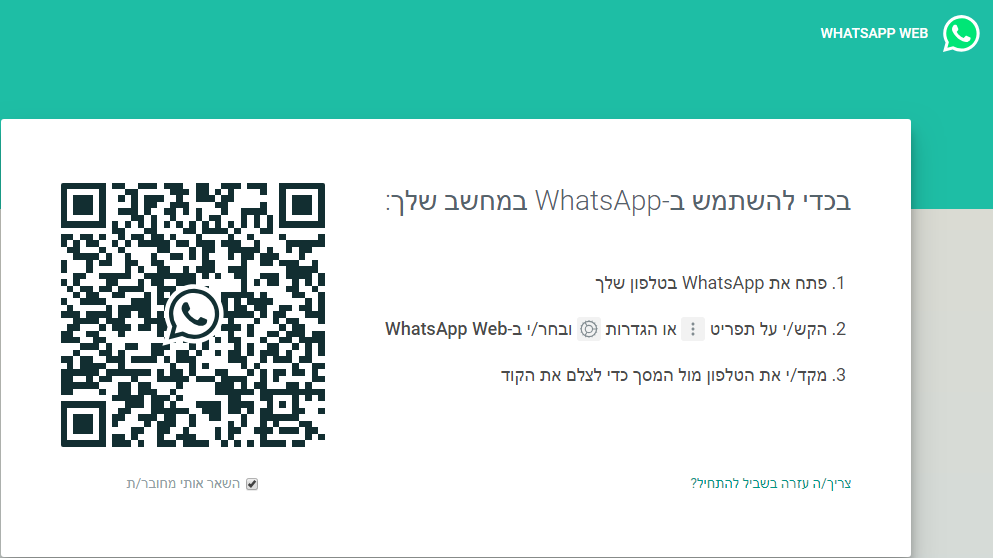 WHATSAPP WEB
בכדי להשתמש ב-WhatsApp במחשב שלך:
1. פתח את WhatsApp בטלפון שלך
2. הקש/י על תפריט או הגדרות ובחר/י ב-WhatsApp Web
3. מקד/י את הטלפון מול המסך כדי לצלם את הקוד
צריך/ה עזרה בשביל להתחיל?
השאר אותי מחובר/ת